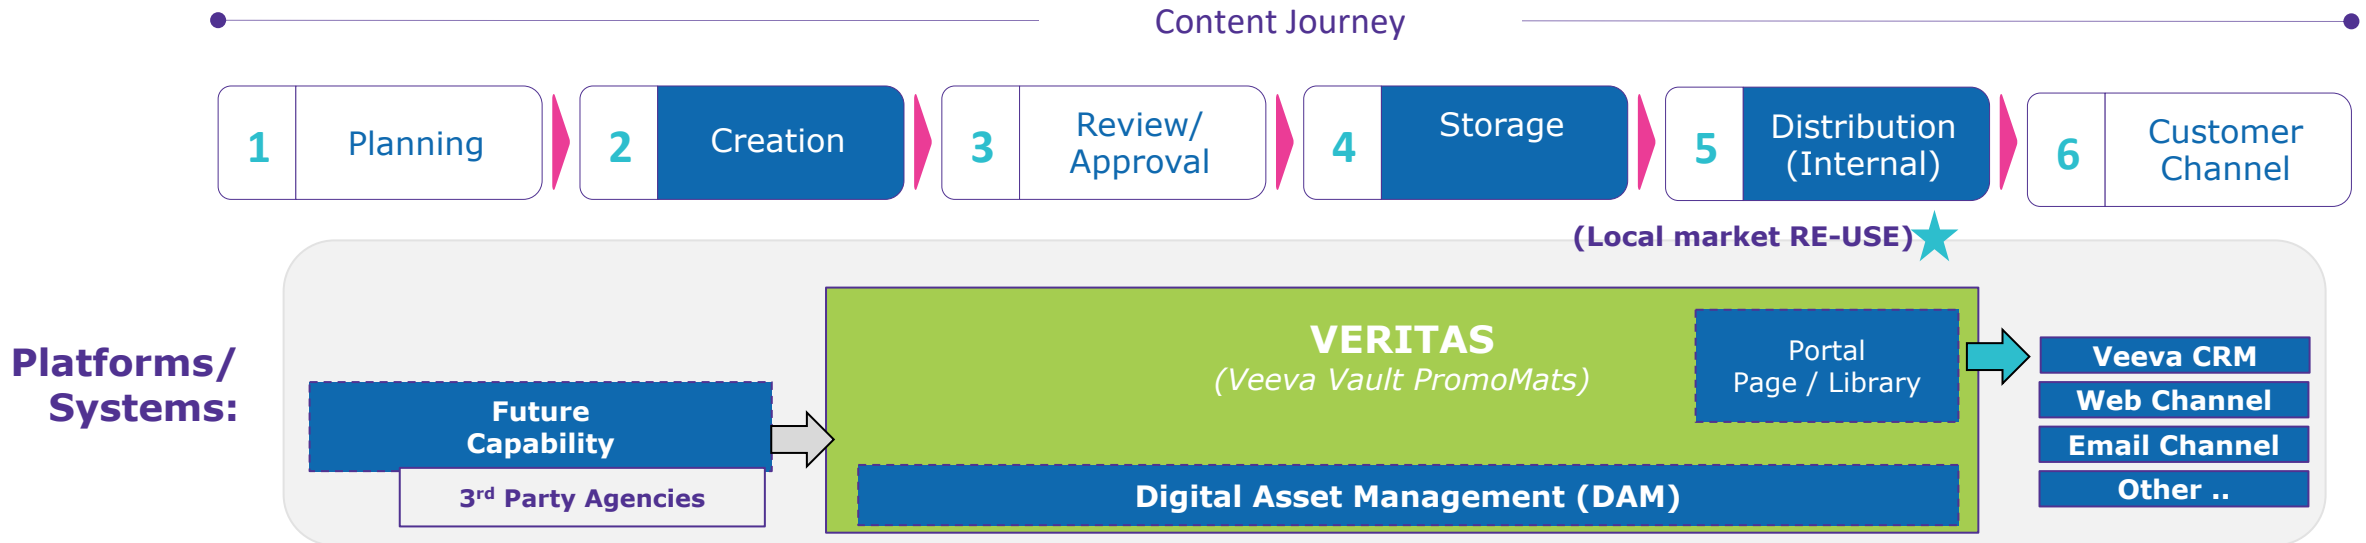 Content Journey
1 Planning
2 Creation
3 Review/
Approval
4 Storage
5 Distribution
(Internal)
6 Customer
Channel
(Local market RE-USE)
Platforms/
Systems:
Future
Capability
3rd Party Agencies
VERITAS
(Veeva Vault PromoMats)
Portal
Page / Library
Digital Asset Management (DAM)
Veeva CRM
Web Channel
Email Channel
Other ..